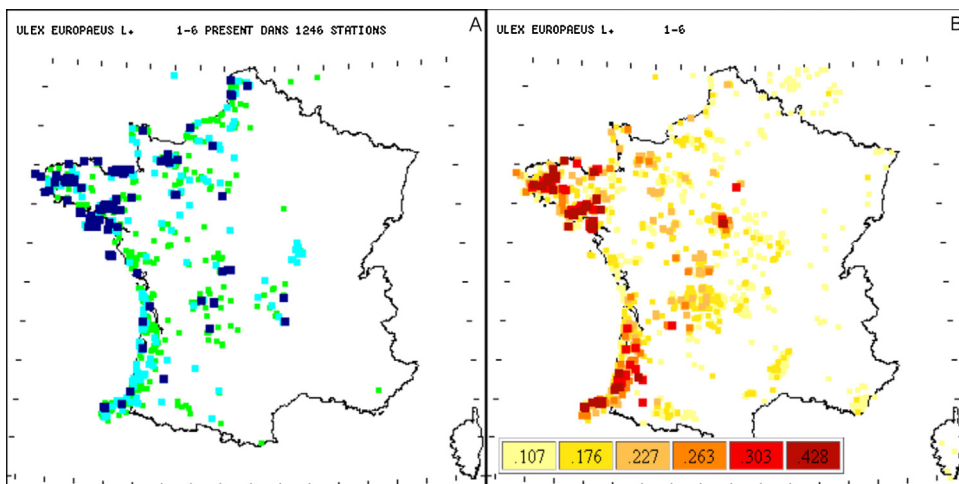 ULEX EUROPAEUS L+ 1-6 PRESENT DANS 1246 STATIONS A
ULEX EUROPAEUS L+ 1-6 B
.107 .176 .227 .263 .303 .428